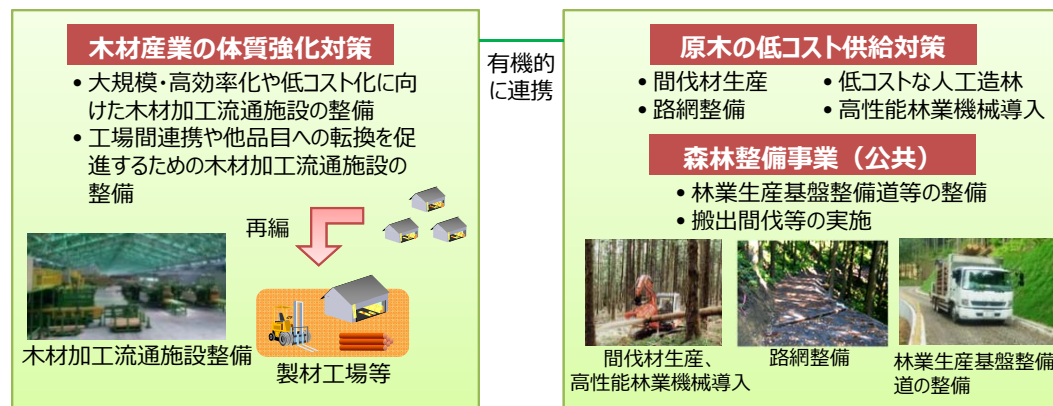 木材産業の体質強化対策
• 大規模・高効率化や低コスト化に向
けた木材加工流通施設の整備
• 工場間連携や他品目への転換を促
進するための木材加工流通施設の
整備
再編
木材加工流通施設整備
製材工場等
有機的
に連携
原木の低コスト供給対策
• 間伐材生産
• 低コストな人工造林
• 路網整備
• 高性能林業機械導入
森林整備事業（公共）
• 林業生産基盤整備道等の整備
• 搬出間伐等の実施
間伐材生産、
高性能林業機械導入
路網整備
林業生産基盤整備
道の整備